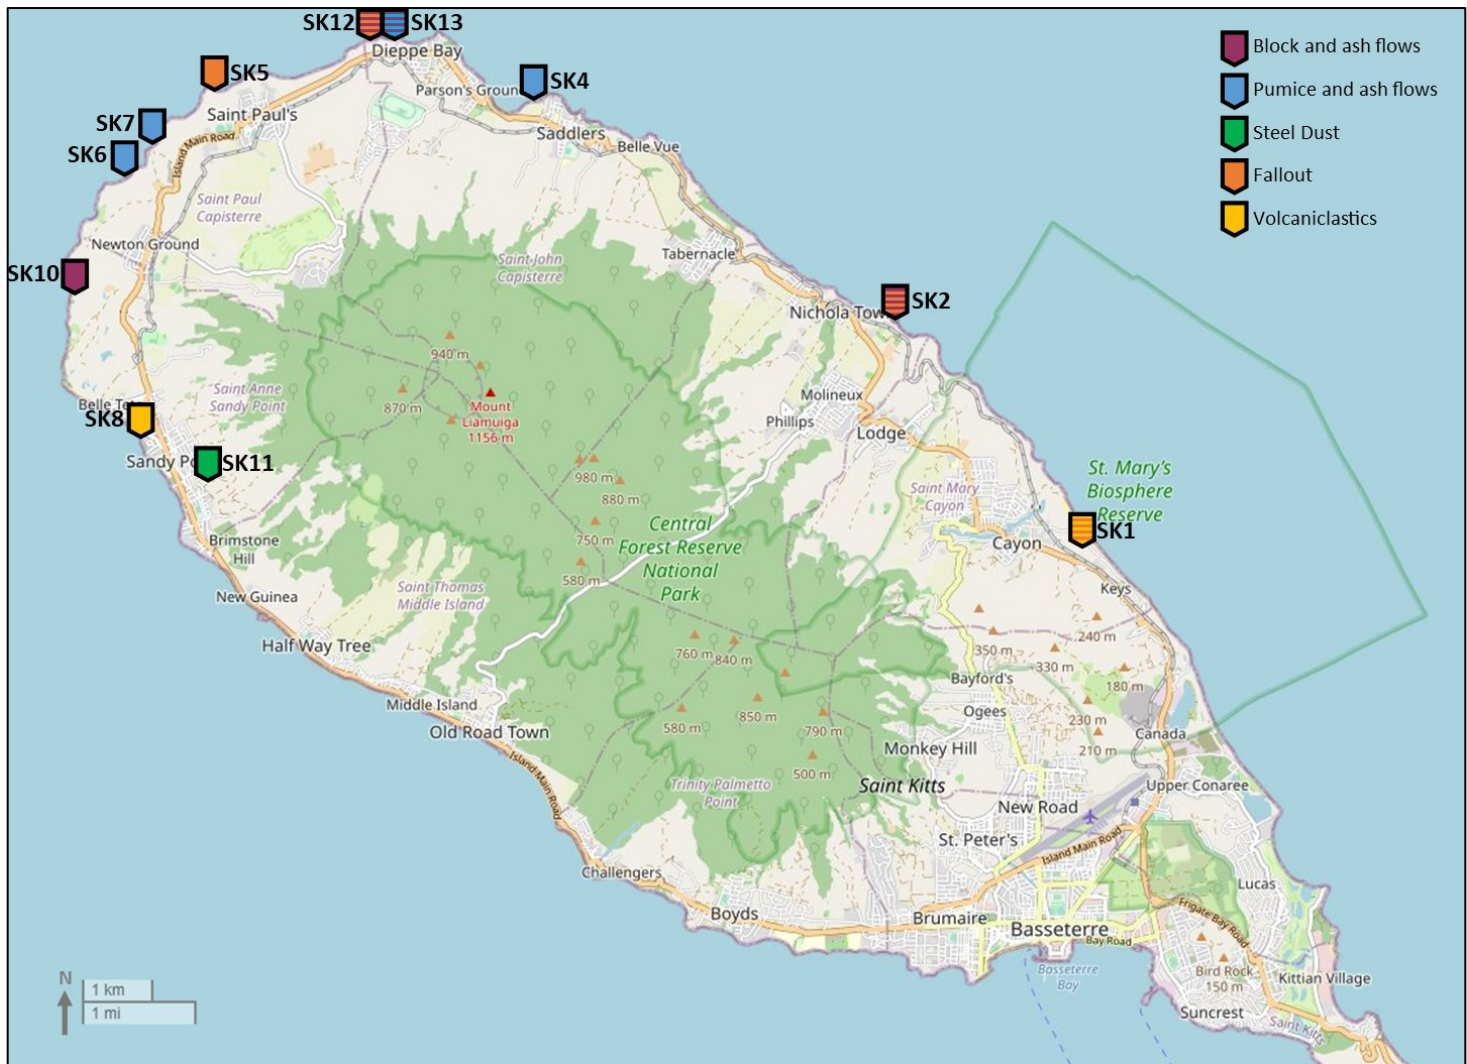 SK12
SK13
Dieppe Bay
SK5
Parson's Groun
SK4
Saint Paul's
SK7
Island Main Road
Saddlers
Belle Vue
SK6
Saint Paul
Capisterre
Newton Ground
Saint John
Capisterre
Tabernacle
SK10
SK2
Nichola Tow
940 m
Saint Anne
Sandy Point
870 m
Mount
Liamuiga
1156 m
Molineux
Phillips
Lodge
Belle Te
SK8
Sandy Po
SK11
980 m
880 m
750 m
580 m
Central
Forest Reserve
National
Park
Saint Mary
Cayon
St. Mary's
Biosphere
Reserve
SK1
Cayon
Keys
Brimstone
Hill
New Guinea
Saint Thomas
Middle Island
Half Way Tree
760 m
840 m
350 m
240 m
330 m
180 m
Bayford's
Middle Island
Old Road Town
580 m
850 m
790 m
Ogees
230 m
210 m
Canada
Monkey Hill
500 m
Island Main Road
Trinity Palmetto
Point
Saint Kitts
Upper Conaree
New Road
St. Peter's
Island Main Road
Challengers
Lucas
Boyds
Brumaire
Basseterre
Bay Road
Frigate Bay Road
Basseterre
Bay
Bird Rock
150 m
Kittian Village
Suncrest
Saint Kitts
Block and ash flows
Pumice and ash flows
Steel Dust
Fallout
Volcaniclastics
N
1 km
1 mi